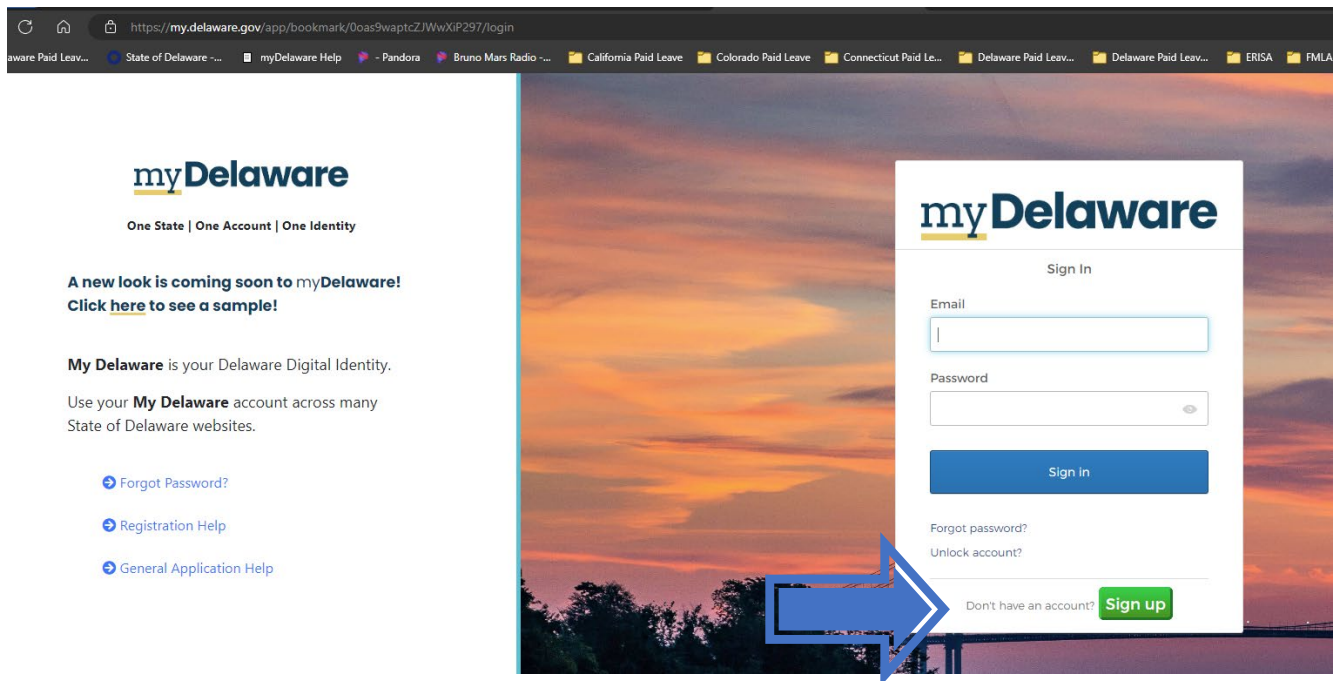 https://my.delaware.gov/app/bookmark/0oas9waptcZJWwXiP297/login
aware Paid Leav... State of Delaware -... myDelaware Help - Pandora Bruno Mars Radio -... California Paid Leave Colorado Paid Leave Connecticut Paid Le... Delaware Paid Leav... Delaware Paid Leav... ERISA FMLA
myDelaware
One State | One Account | One Identity
A new look is coming soon to myDelaware!
Click here to see a sample!
My Delaware is your Delaware Digital Identity.
Use your My Delaware account across many
State of Delaware websites.
Forgot Password?
Registration Help
General Application Help
myDelaware
Sign In
Email
Password
Sign in
Forgot password?
Unlock account?
Don't have an account? Sign up